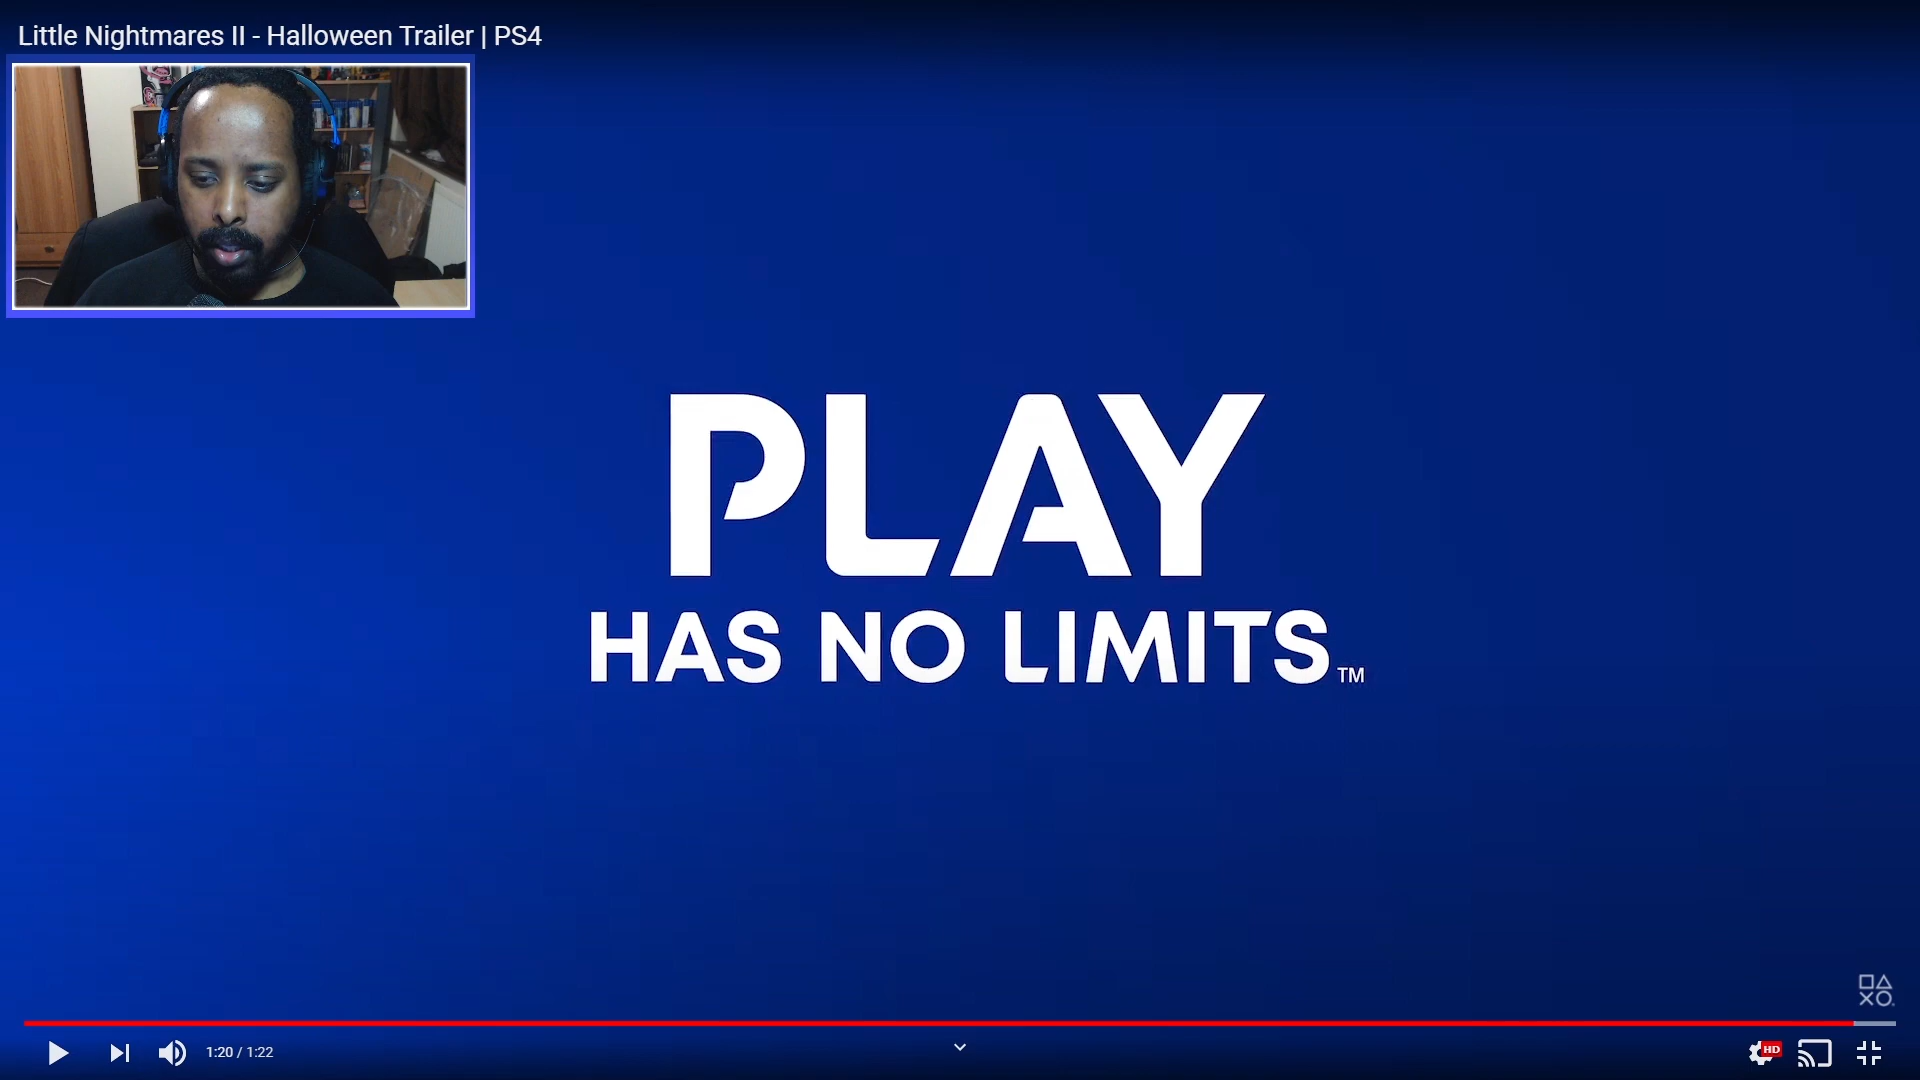 Little Nightmares II - Halloween Trailer | PS4
PLAY
HAS NO LIMITS™
1:20 / 1:22
HD